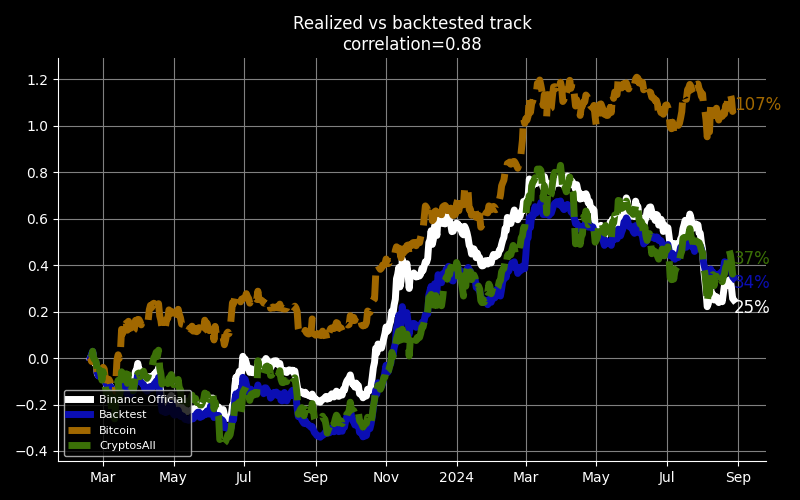 Realized vs backtested track
correlation=0.88
1.2
1.0
0.8
0.6
0.4
0.2
0.0
−0.2
−0.4
107%
37%
34%
25%
Binance Official
Backtest
Bitcoin
CryptosAll
Mar
May
Jul
Sep
Nov
2024
Mar
May
Jul
Sep